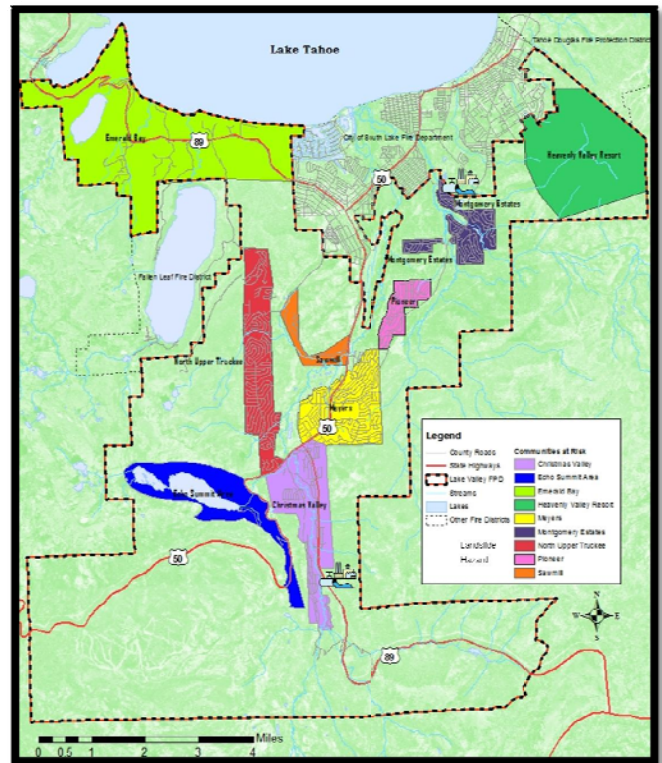 Lake Tahoe
Tahoe Douglas Fire Protection District
Emerald Bay
89
City of South Lake Fire Department
Heavenly Valley Resort
50
Montgomery Estates
Montgomery Estates
Fallen Leaf Fire District
Pioneer
North Upper Truckee
Sawmill
Meyers
50
Echo Summit Area
Christmas Valley
50
89
Legend
County Roads
State Highways
Lake Valley FPD
Streams
Lakes
Other Fire Districts
Landslide
Hazard
Communities at Risk
Christmas Valley
Echo Summit Area
Emerald Bay
Heavenly Valley Resort
Meyers
Montgomery Estates
North Upper Truckee
Pioneer
Sawmill
N
W E
S
Miles
0 0.5 1 2 3 4